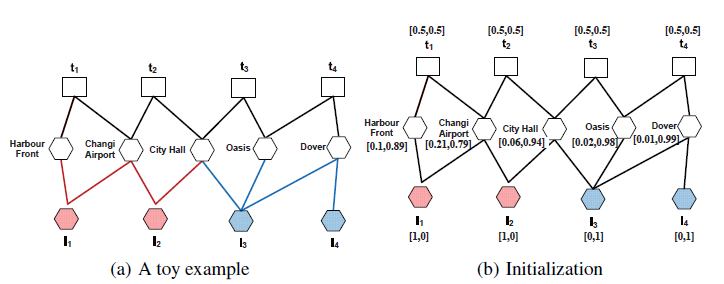 t1 t2 t3 t4
Harbour
Front
Changi
Airport
City Hall
Oasis
Dover
l1 l2 l3 l4
(a) A toy example
[0.5,0.5] [0.5,0.5] [0.5,0.5] [0.5,0.5]
t1 t2 t3 t4
Harbour
Front
[0.1,0.89]
Changi
Airport
[0.21,0.79]
City Hall
[0.06,0.94]
Oasis
[0.02,0.98]
Dover
[0.01,0.99]
l1 l2 l3 l4
[1,0] [1,0] [0,1] [0,1]
(b) Initialization